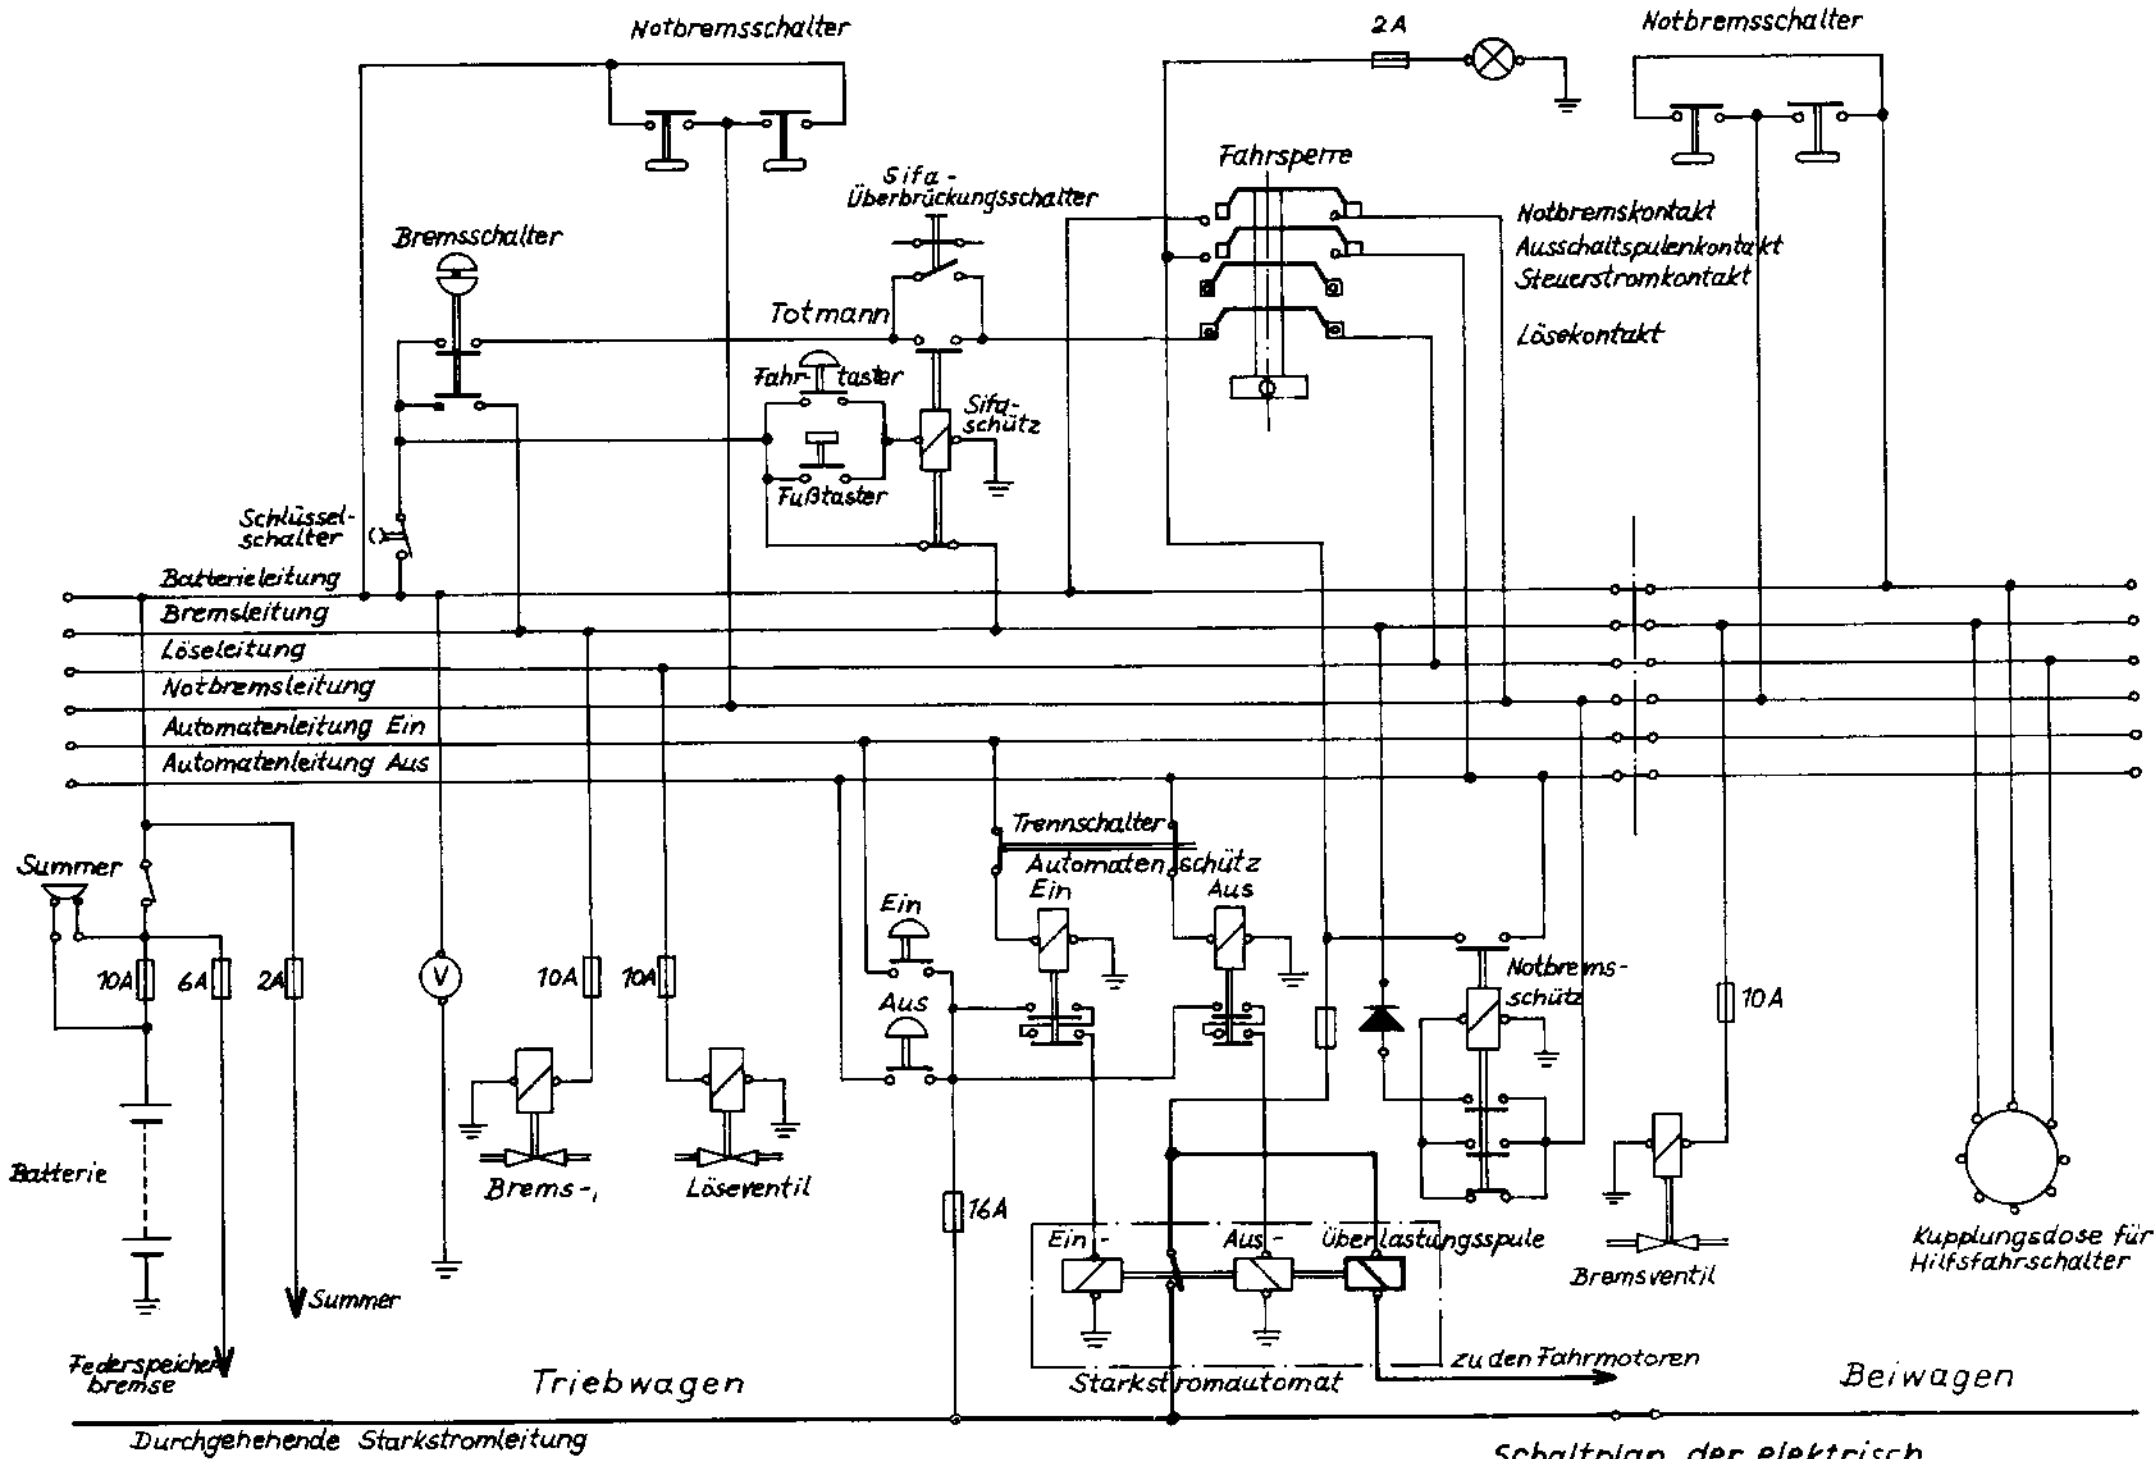 Notbremsschalter
2A
Notbremsschalter
Fahrsperre
Sifa-
Überbrückungsschalter
Notbremskontakt
Ausschaltspulenkontakt
Steuerstromkontakt
Lösekontakt
Bremsschalter
Totmann
Fahr-taster
Sifa-
schütz
Fußtaster
Schlüssel-
schalter
Batterieleitung
Bremsleitung
Löseleitung
Notbremsleitung
Automatenleitung Ein
Automatenleitung Aus
Trennschalter
Automatenschütz
Ein
Aus
Summer
Ein
Aus
10A
6A
2A
V
10A
10A
Notbrems-
schütz
10A
Batterie
Brems-,
Löseventil
16A
Ein-
Aus-
Überlastungsspule
Bremsventil
Kupplungsdose für
Hilfsfahrschalter
Summer
Federspeicher
bremse
Triebwagen
Starkstromautomat
zu den Fahrmotoren
Beiwagen
Durchgehende Starkstromleitung
Schaltplan der elektrisch